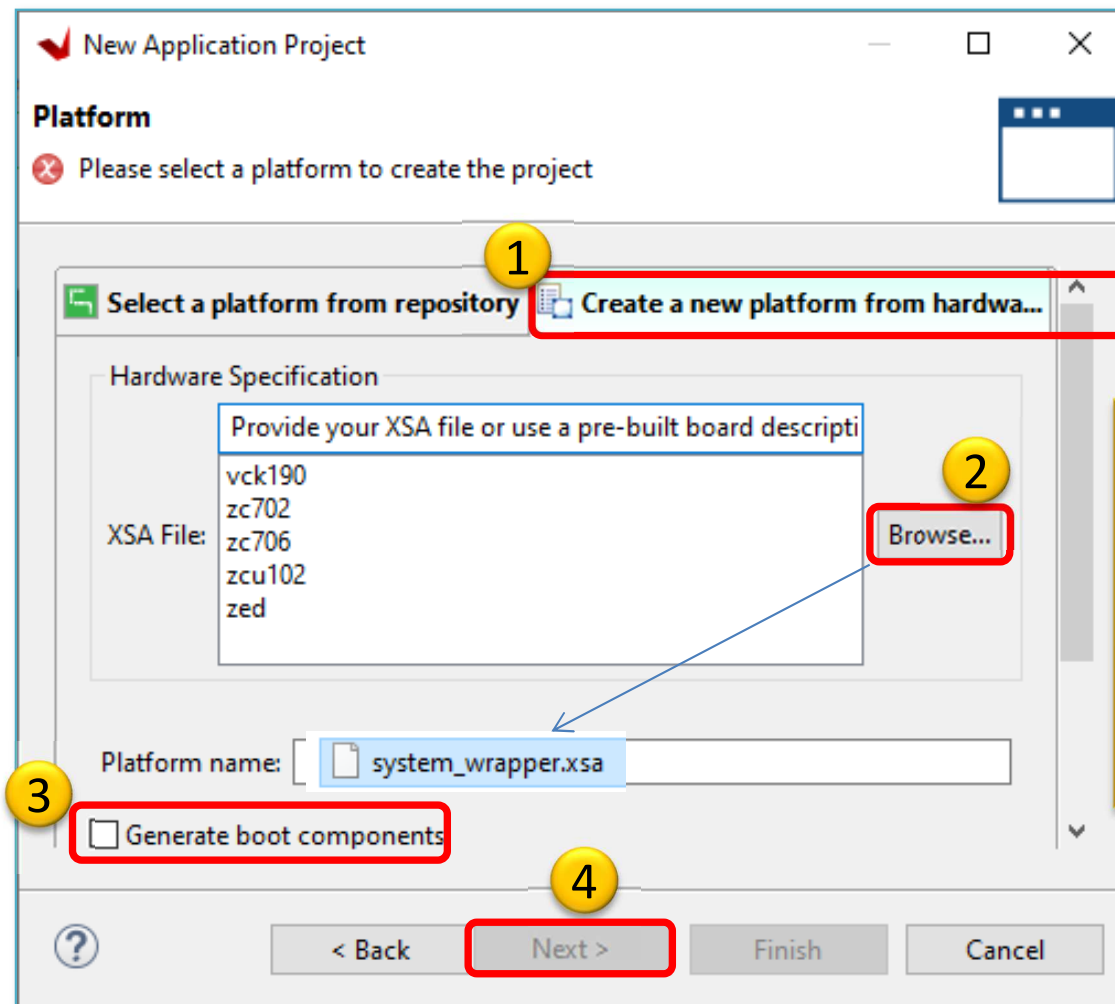 New Application Project
Platform
Please select a platform to create the project
1
Select a platform from repository
Create a new platform from hardwa...
Hardware Specification
Provide your XSA file or use a pre-built board descripti
2
vck190
zc702
XSA File:
zc706
Browse...
zcu102
zed
Platform name:
system_wrapper.xsa
3
Generate boot components
4
?
< Back
Next >
Finish
Cancel